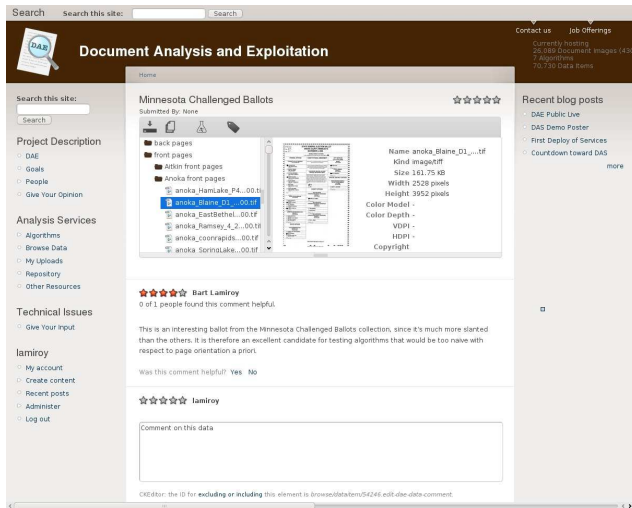 Search Search this site: Search
Contact us Job Offerings
Currently hosting
26,089 Document Images (430
7 Algorithms
70,730 Data Items
DAE
Document Analysis and Exploitation
Home
Search this site:
Search
Project Description
DAE
Goals
People
Give Your Opinion
Analysis Services
Algorithms
Browse Data
My Uploads
Repository
Other Resources
Technical Issues
Give Your Input
lamiroy
My account
Create content
Recent posts
Administer
Log out
Minnesota Challenged Ballots
Submitted By: None
back pages
front pages
Aitkin front pages
Anoka front pages
anoka_HamLake_P4...00.ti
anoka_Blaine_D1_...00.tif
anoka_EastBethel...00.tif
anoka_Ramsey_4_2...00.tif
anoka_coonrapids...00.tif
anoka_SpringLake...00.tif
Name anoka_Blaine_D1_....tif
Kind image/tiff
Size 161.75 KB
Width 2528 pixels
Height 3952 pixels
Color Model -
Color Depth -
VDPI -
HDPI -
Copyright
Bart Lamiroy
0 of 1 people found this comment helpful.
This is an interesting ballot from the Minnesota Challenged Ballots collection, since it's much more slanted
than the others. It is therefore an excellent candidate for testing algorithms that would be too naive with
respect to page orientation a priori.
Was this comment helpful? Yes No
lamiroy
Comment on this data
CKEditor: the ID for excluding or including this element is browse/dataitem/54246.edit-dae-data-comment.
Recent blog posts
DAE Public Live
DAS Demo Poster
First Deploy of Services
Countdown toward DAS
more